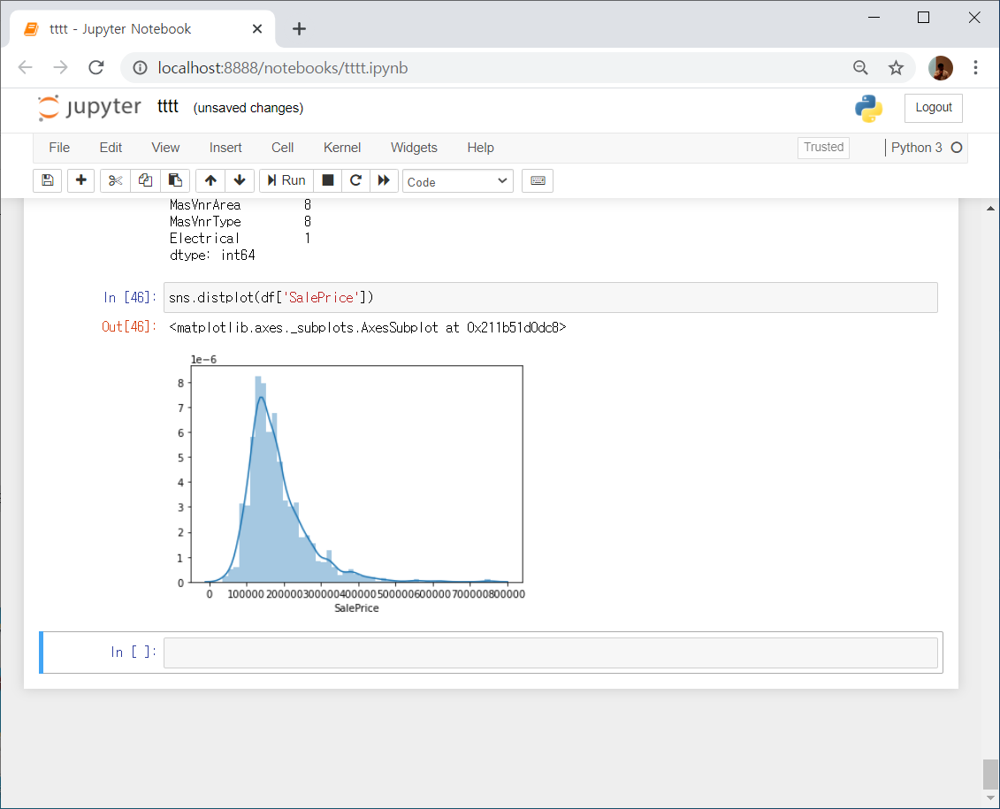 tttt - Jupyter Notebook
localhost:8888/notebooks/tttt.ipynb
jupyter tttt (unsaved changes) Logout
File Edit View Insert Cell Kernel Widgets Help Trusted Python 3
Run Code
MasVnrArea 8
MasVnrType 8
Electrical 1
dtype: int64
In [46]: sns.distplot(df['SalePrice'])
Out[46]: <matplotlib.axes._subplots.AxesSubplot at 0x211b51d0dc8>
1e-6
8
7
6
5
4
3
2
1
0
0 100000 200000 300000 400000 500000 600000 700000 800000
SalePrice
In [ ]: